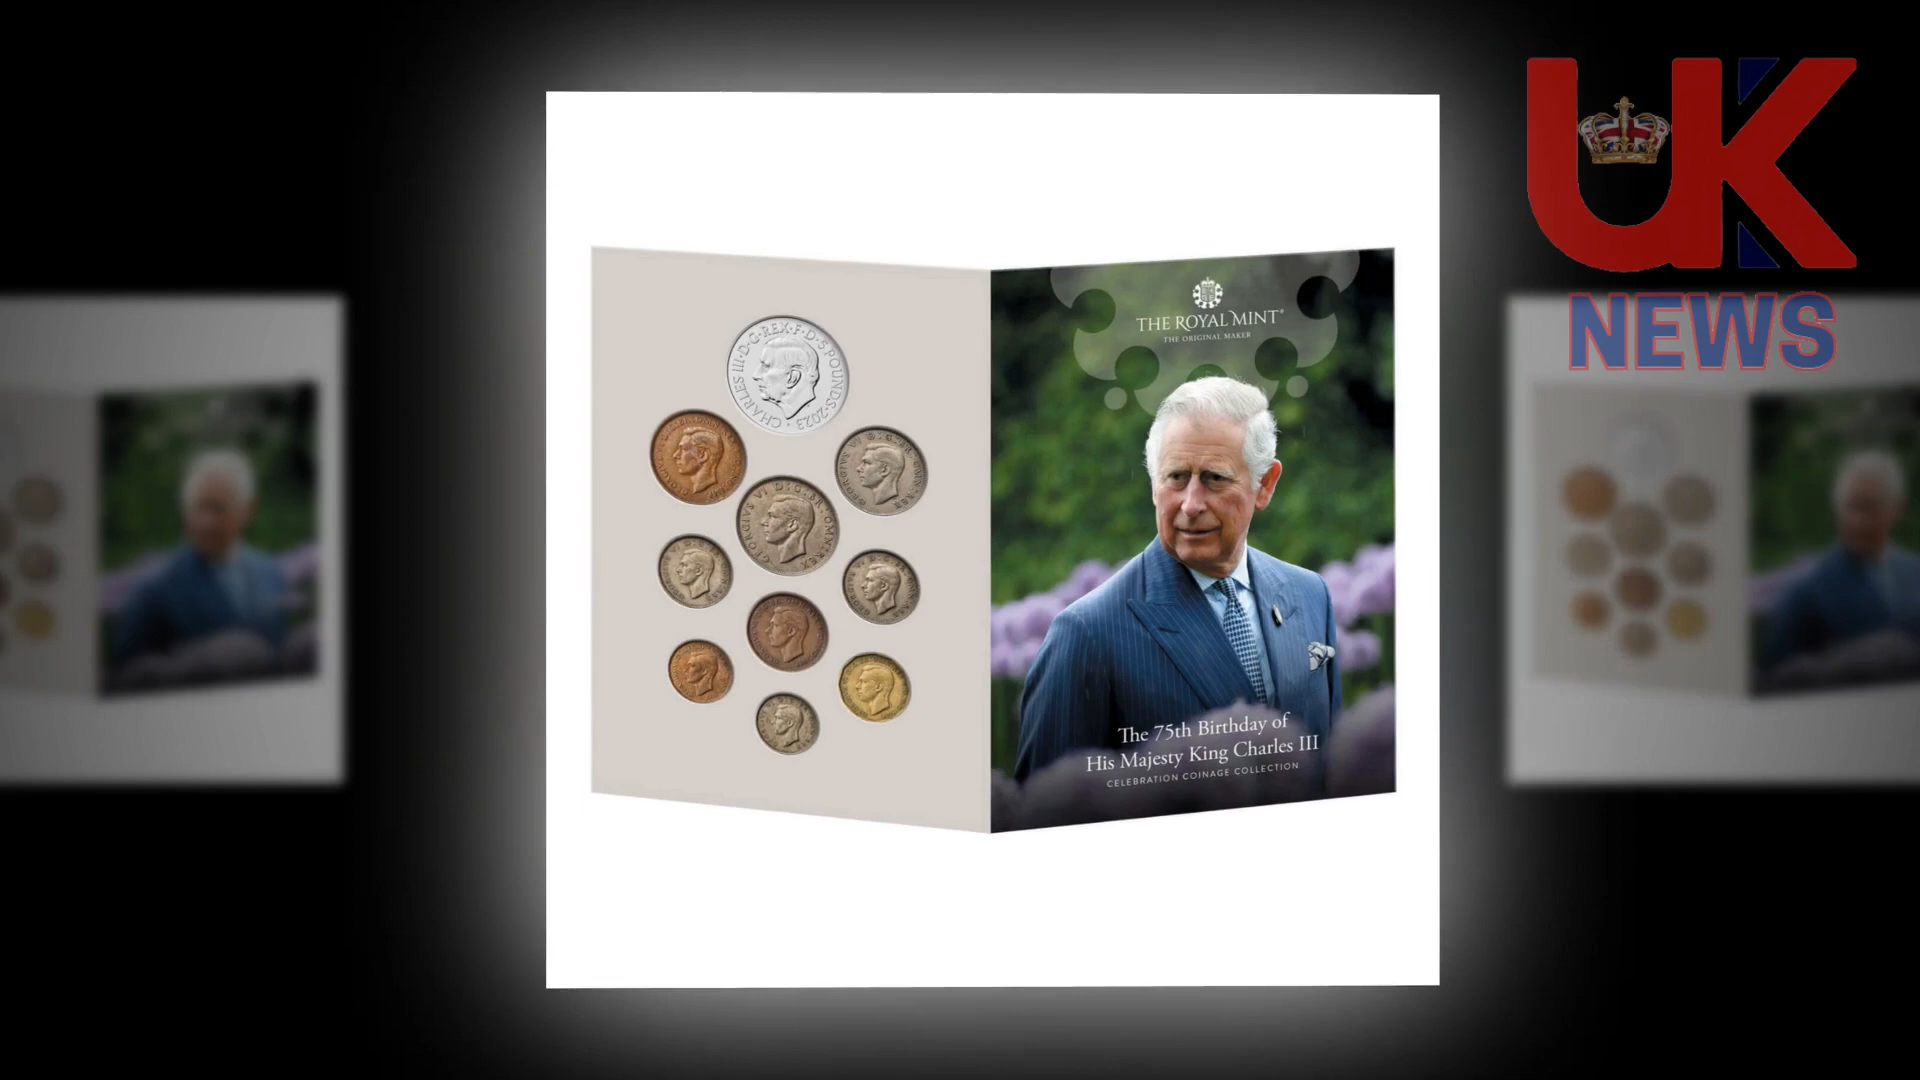 UK
NEWS
THE ROYAL MINT®
THE ORIGINAL MAKER
CHARLES III·D·G·REX·F·D·5 POUNDS·2023
GEORGIVS VI D:G:BR:OMN:REX
The 75th Birthday of
His Majesty King Charles III
CELEBRATION COINAGE COLLECTION